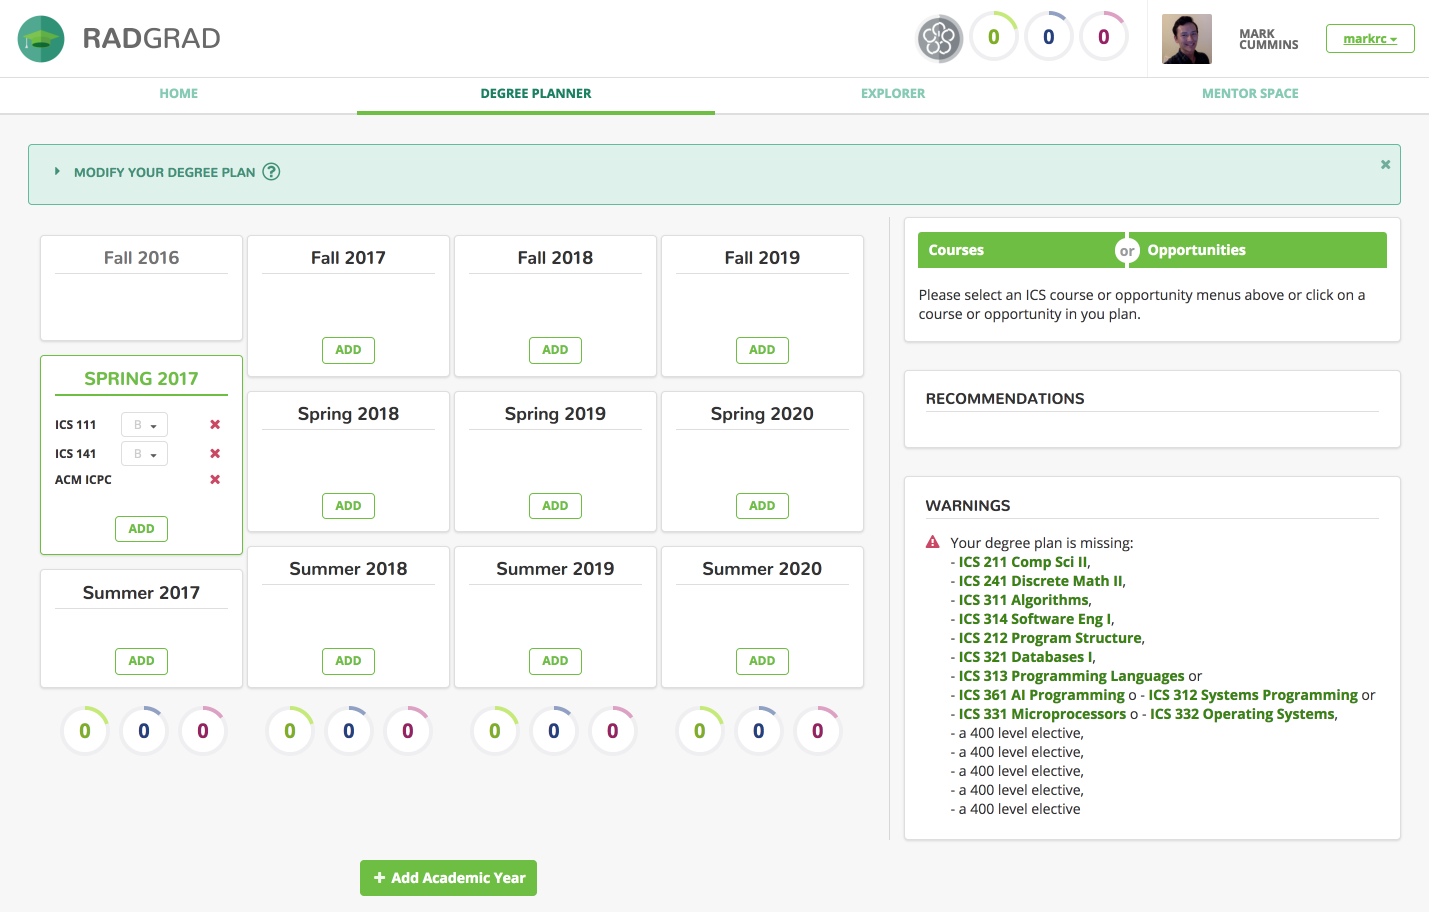 RADGRAD
0 0 0
MARK
CUMMINS
markrc
HOME DEGREE PLANNER EXPLORER MENTOR SPACE
MODIFY YOUR DEGREE PLAN ?
Fall 2016
SPRING 2017
ICS 111 B
ICS 141 B
ACM ICPC
ADD
Summer 2017
ADD
0 0 0
Fall 2017
ADD
Spring 2018
ADD
Summer 2018
ADD
0 0 0
Fall 2018
ADD
Spring 2019
ADD
Summer 2019
ADD
0 0 0
Fall 2019
ADD
Spring 2020
ADD
Summer 2020
ADD
0 0 0
+ Add Academic Year
Courses or Opportunities
Please select an ICS course or opportunity menus above or click on a
course or opportunity in you plan.
RECOMMENDATIONS
WARNINGS
Your degree plan is missing:
- ICS 211 Comp Sci II,
- ICS 241 Discrete Math II,
- ICS 311 Algorithms,
- ICS 314 Software Eng I,
- ICS 212 Program Structure,
- ICS 321 Databases I,
- ICS 313 Programming Languages or
- ICS 361 AI Programming o - ICS 312 Systems Programming or
- ICS 331 Microprocessors o - ICS 332 Operating Systems,
- a 400 level elective,
- a 400 level elective,
- a 400 level elective,
- a 400 level elective,
- a 400 level elective